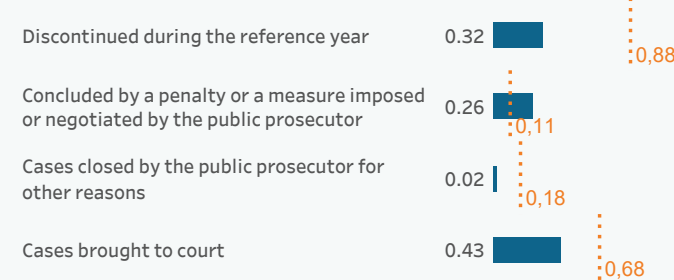 Discontinued during the reference year 0.32
0,88
Concluded by a penalty or a measure imposed
or negotiated by the public prosecutor 0.26
0,11
Cases closed by the public prosecutor for
other reasons 0.02
0,18
Cases brought to court 0.43
0,68